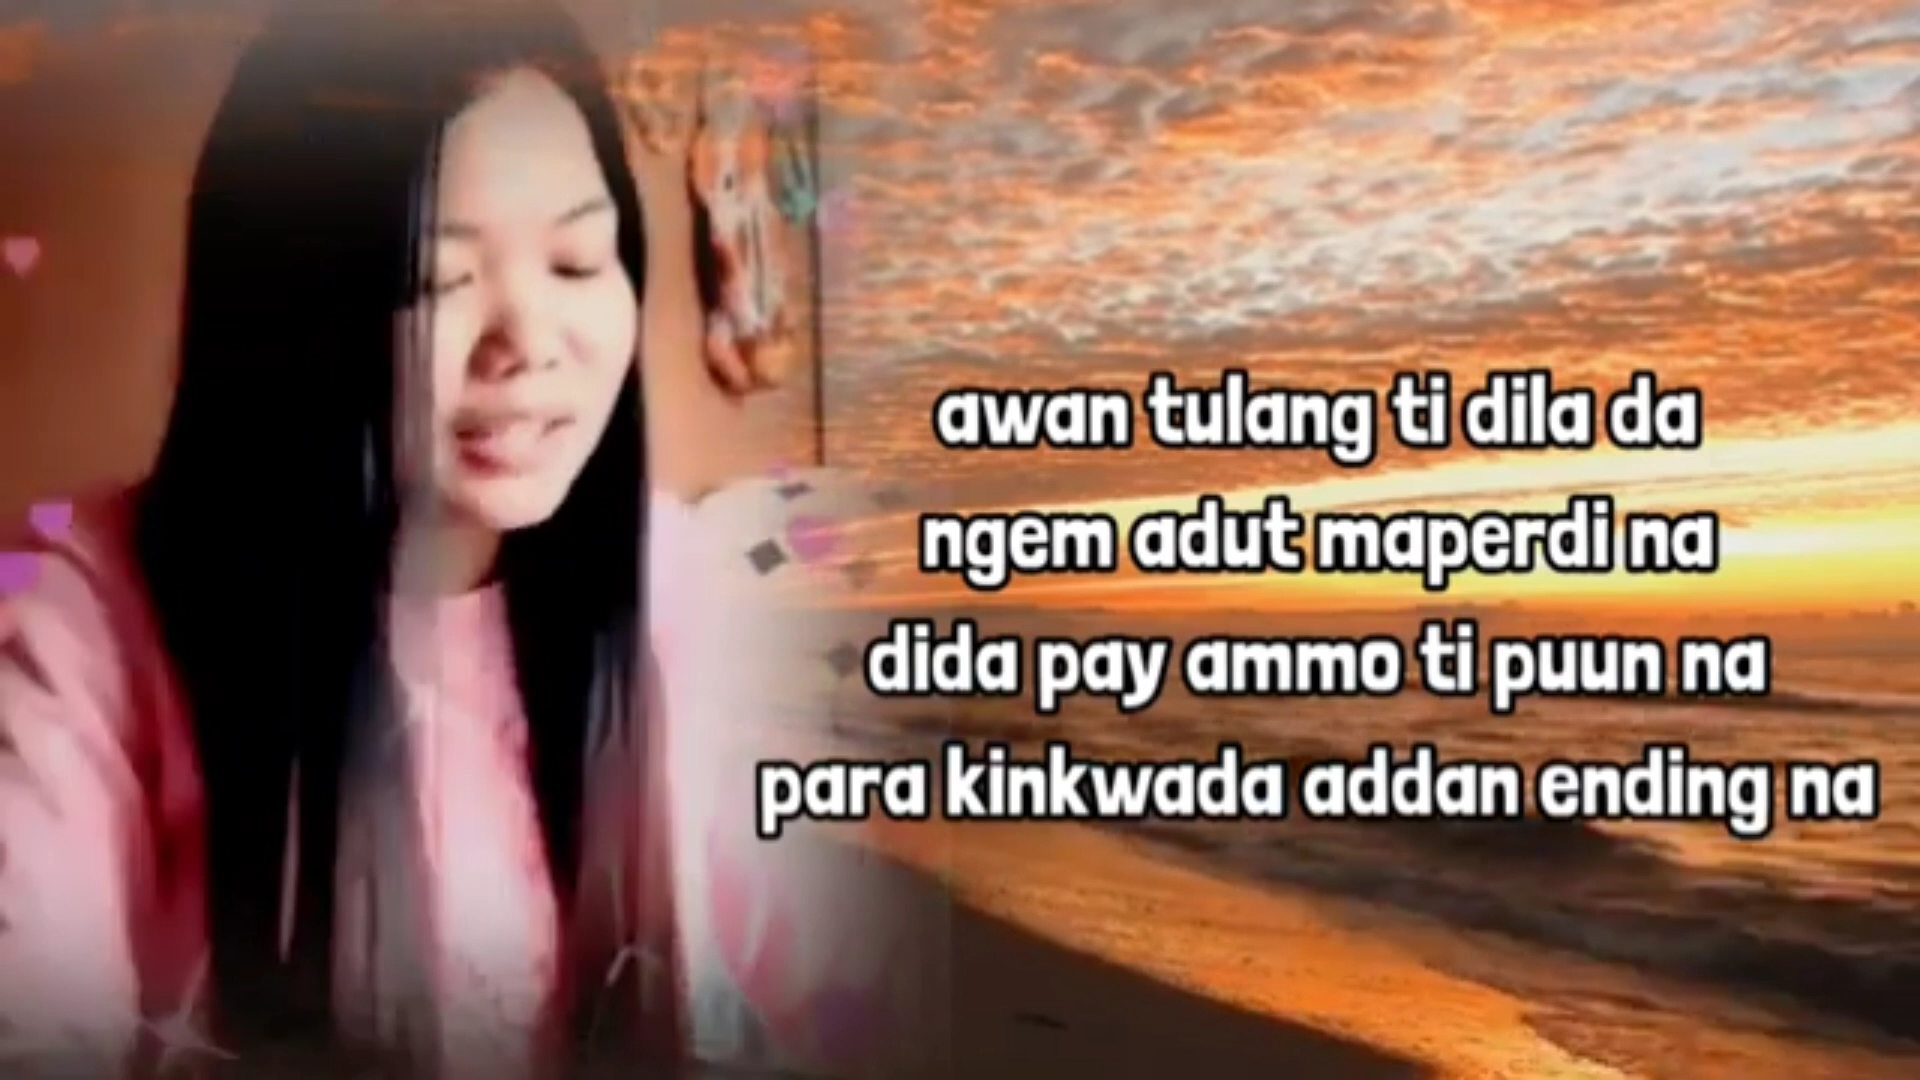 awan tulang ti dila da
ngem adut maperdi na
dida pay ammo ti puun na
para kinkwada addan ending na